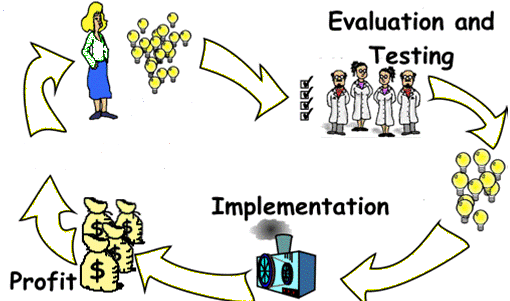 Evaluation and
Testing
Implementation
Profit
$
$
$
$